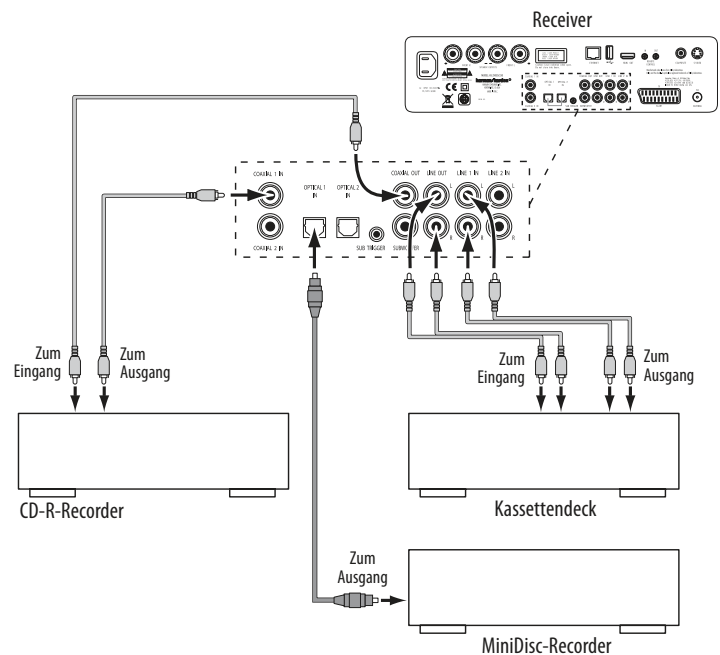 Receiver
harman/kardon
COAXIAL 1 IN
OPTICAL 1
IN
OPTICAL 2
IN
COAXIAL OUT
LINE OUT
LINE 1 IN
LINE 2 IN
L
L
L
COAXIAL 2 IN
SUB TRIGGER
SUBWOOFER
R
R
R
Zum
Eingang
Zum
Ausgang
Zum
Eingang
Zum
Ausgang
CD-R-Recorder
Kassettendeck
Zum
Ausgang
MiniDisc-Recorder